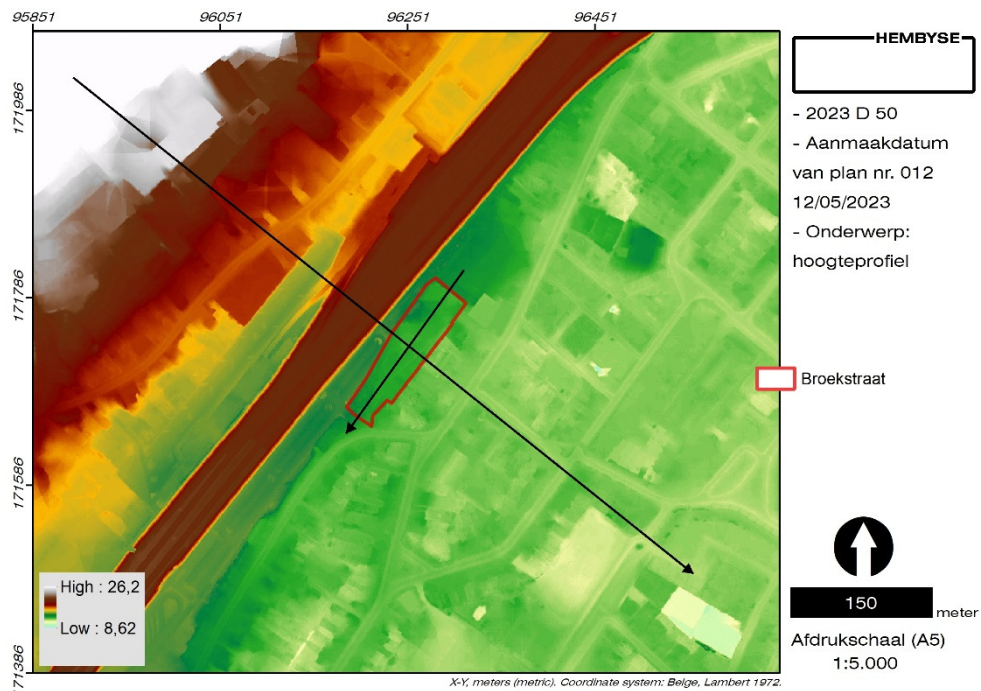 95851 96051 96251 96451
171986
171786
171586
171386
High : 26,2
Low : 8,62
X-Y, meters (metric). Coordinate system: Belge, Lambert 1972.
HEMBYSE
- 2023 D 50
- Aanmaakdatum
van plan nr. 012
12/05/2023
- Onderwerp:
hoogteprofiel
Broekstraat
150 meter
Afdrukschaal (A5)
1:5.000